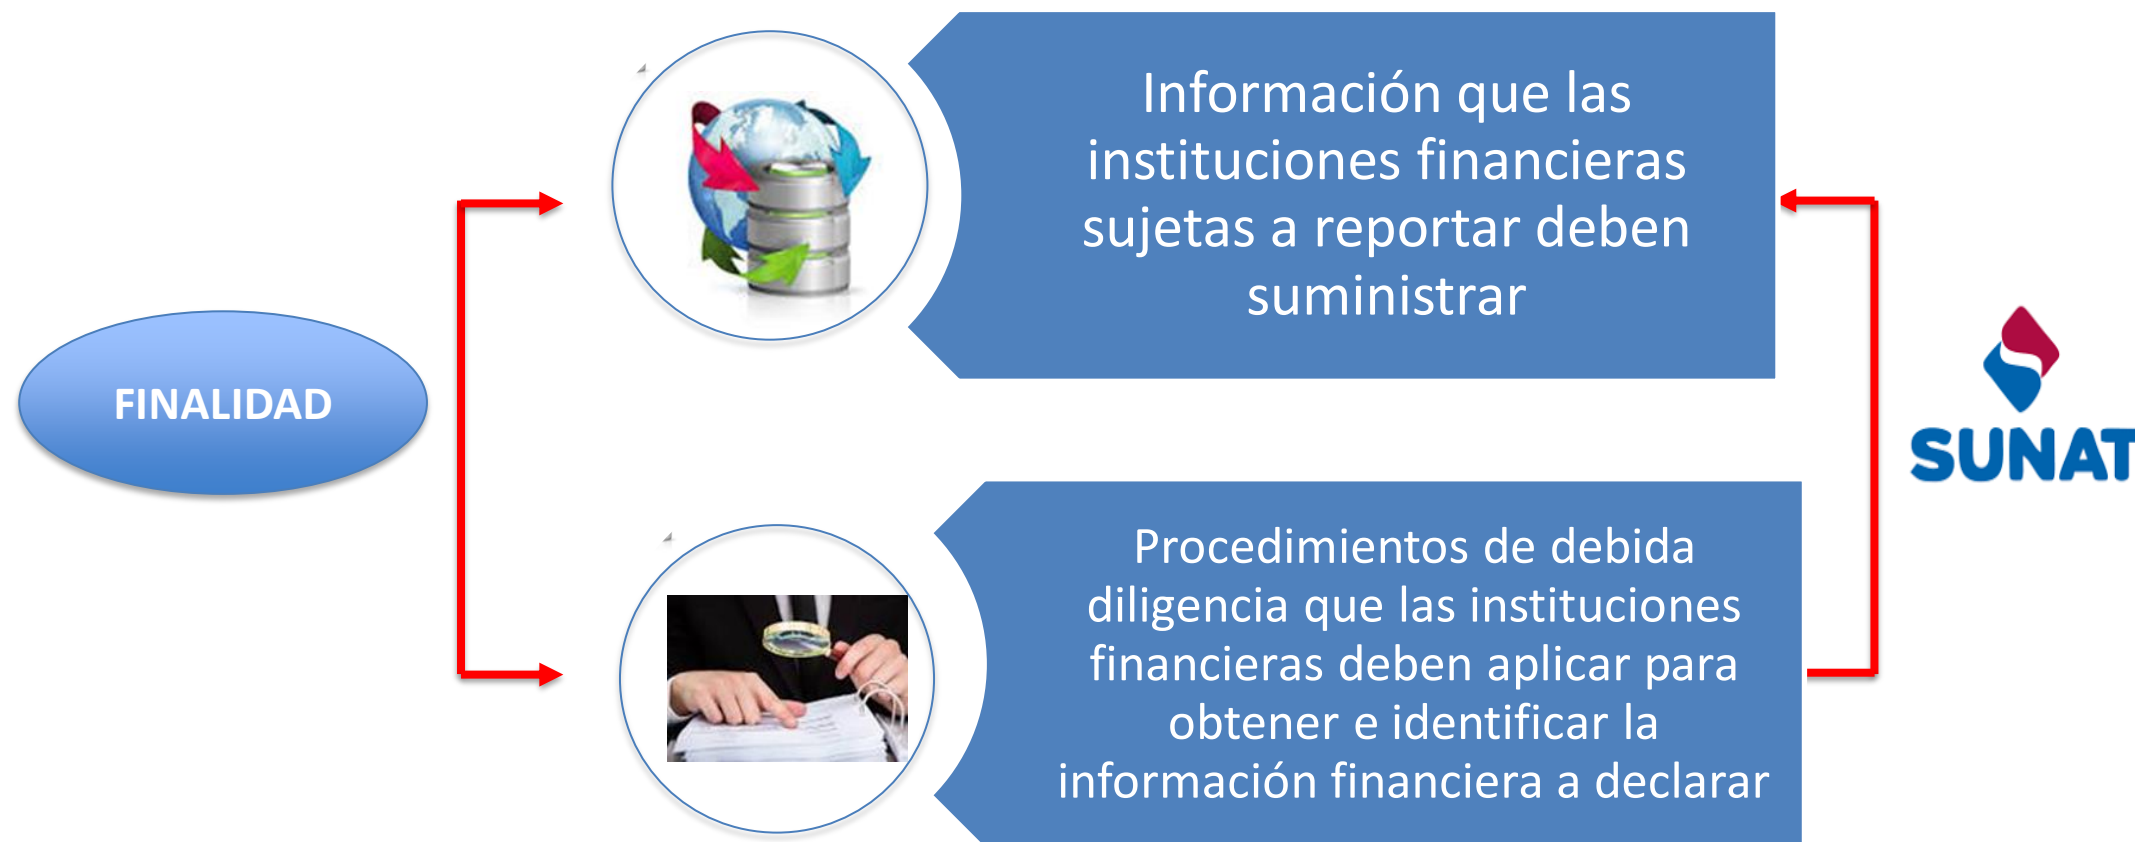 FINALIDAD
Información que las
instituciones financieras
sujetas a reportar deben
suministrar
SUNAT
Procedimientos de debida
diligencia que las instituciones
financieras deben aplicar para
obtener e identificar la
información financiera a declarar